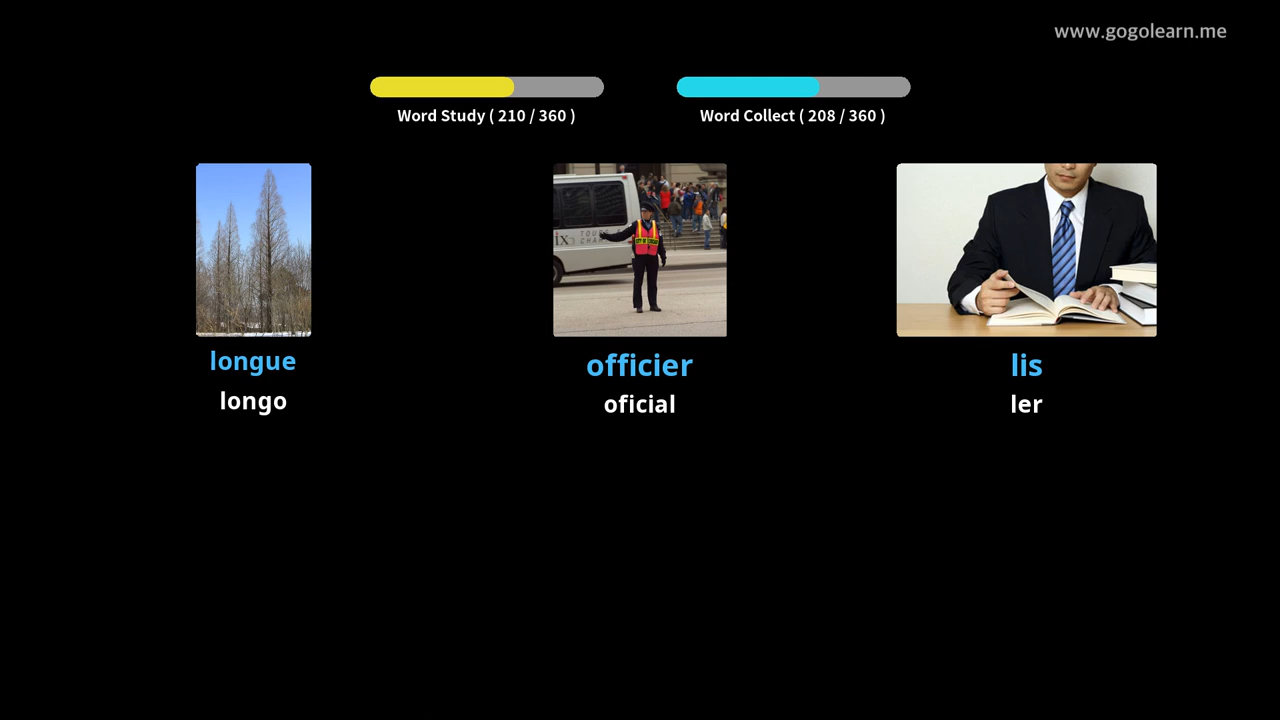 www.gogolearn.me
Word Study ( 210 / 360 )
Word Collect ( 208 / 360 )
longue
officier
lis
longo
oficial
ler